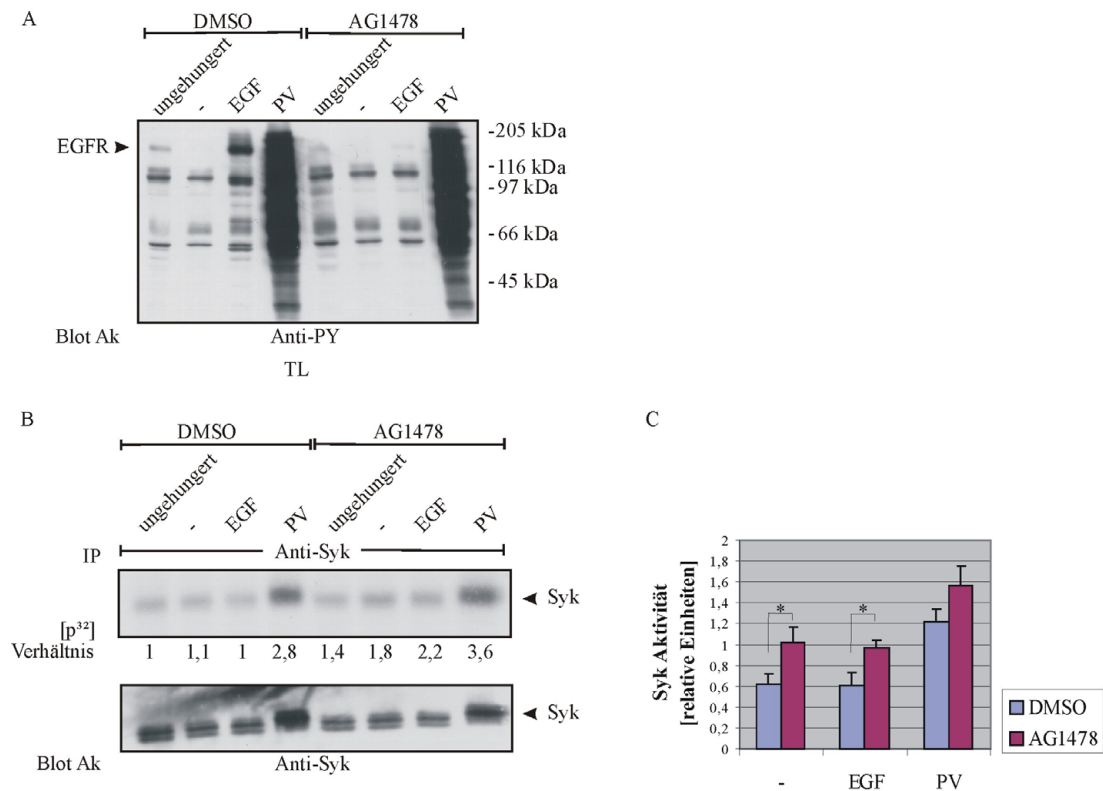 A
DMSO AG1478
ungehungert - EGF PV ungehungert - EGF PV
EGFR
-205 kDa
-116 kDa
-97 kDa
-66 kDa
-45 kDa
Blot Ak Anti-PY
TL
B
DMSO AG1478
ungehungert - EGF PV ungehungert - EGF PV
IP Anti-Syk
Syk
[p³²]
Verhältnis 1 1,1 1 2,8 1,4 1,8 2,2 3,6
Syk
Blot Ak Anti-Syk
C
Syk Aktivität
[relative Einheiten]
2
1,8
1,6
1,4
1,2
1
0,8
0,6
0,4
0,2
0
* *
- EGF PV
DMSO
AG1478